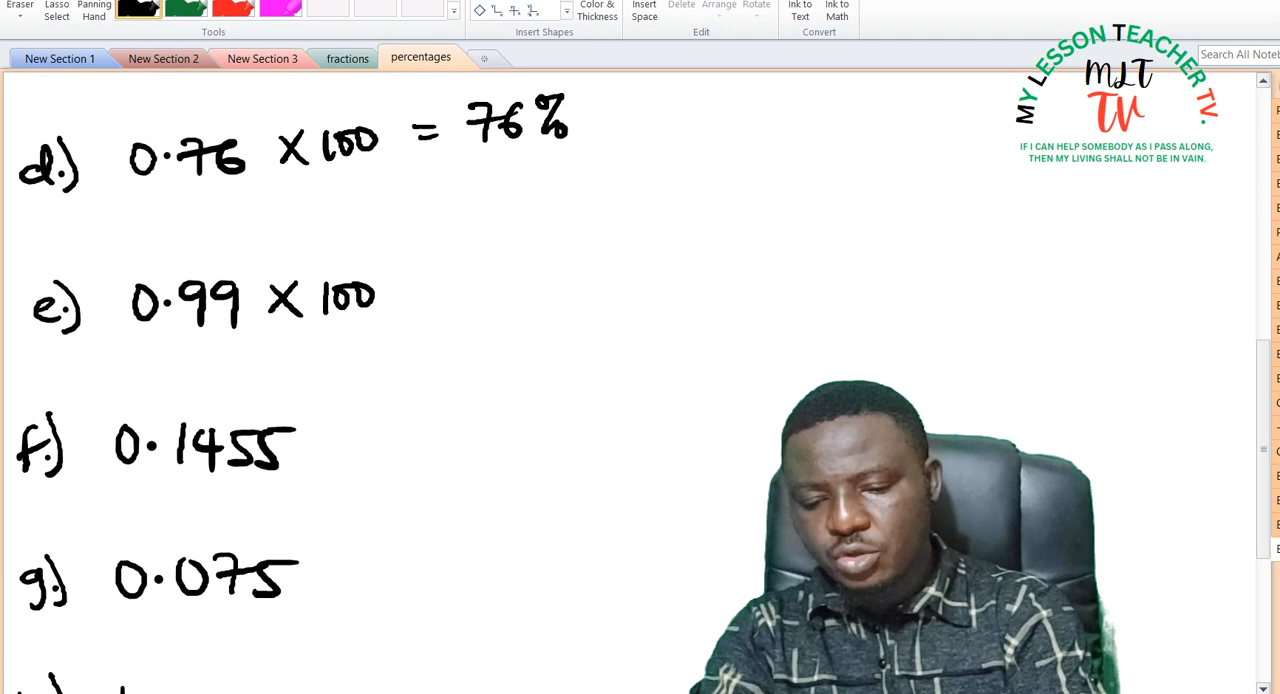 Eraser
Lasso Select
Panning Hand
Color & Thickness
Insert Space
Delete
Arrange
Rotate
Ink to Text
Ink to Math
Tools
Insert Shapes
Edit
Convert
New Section 1
New Section 2
New Section 3
fractions
percentages
Search All
MY LESSON TEACHER TV.
MLT
TV
IF I CAN HELP SOMEBODY AS I PASS ALONG,
THEN MY LIVING SHALL NOT BE IN VAIN.
d.) 0.76 × 100 = 76%
e.) 0.99 × 100
f.) 0.1455
g.) 0.075